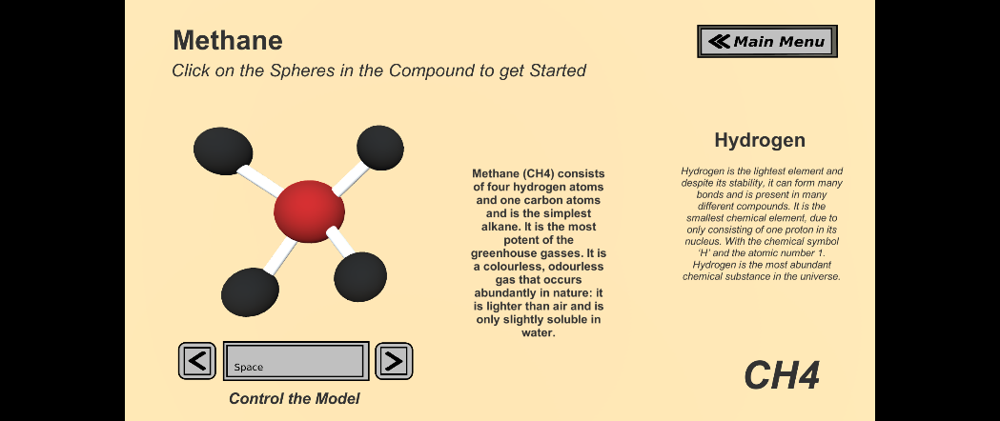 Methane
Main Menu
Click on the Spheres in the Compound to get Started
Methane (CH4) consists
of four hydrogen atoms
and one carbon atoms
and is the simplest
alkane. It is the most
potent of the
greenhouse gasses. It is
a colourless, odourless
gas that occurs
abundantly in nature: it
is lighter than air and is
only slightly soluble in
water.
Hydrogen
Hydrogen is the lightest element and
despite its stability, it can form many
bonds and is present in many
different compounds. It is the
smallest chemical element, due to
only consisting of one proton in its
nucleus. With the chemical symbol
'H' and the atomic number 1.
Hydrogen is the most abundant
chemical substance in the universe.
Space
Control the Model
CH4